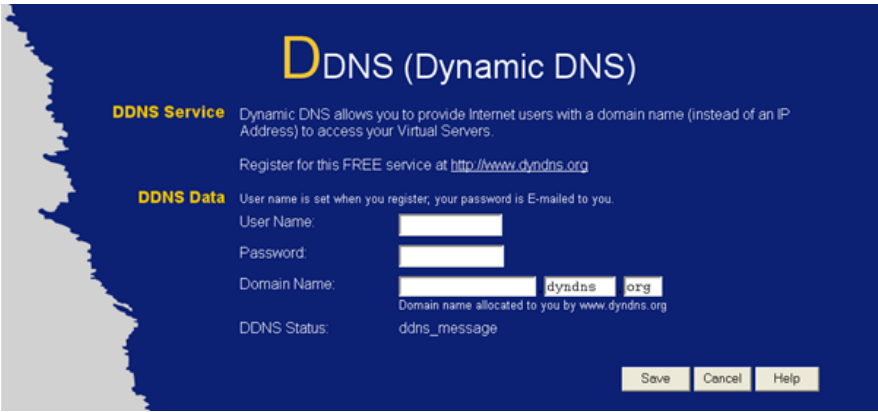 DDNS (Dynamic DNS)
DDNS Service
Dynamic DNS allows you to provide Internet users with a domain name (instead of an IP
Address) to access your Virtual Servers.
Register for this FREE service at http://www.dyndns.org
DDNS Data
User name is set when you register; your password is E-mailed to you.
User Name:
Password:
Domain Name: dyndns org
Domain name allocated to you by www.dyndns.org
DDNS Status: ddns_message
Save Cancel Help